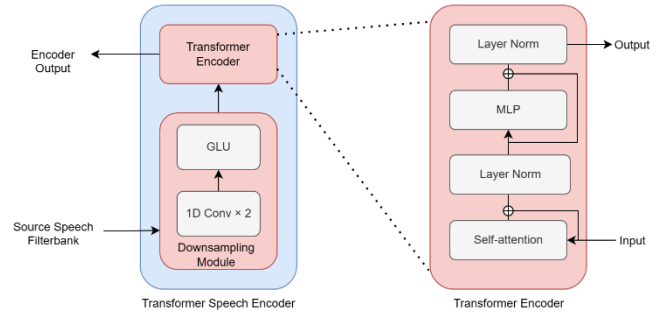 Encoder
Output
Transformer
Encoder
GLU
1D Conv × 2
Downsampling
Module
Source Speech
Filterbank
Transformer Speech Encoder
Layer Norm
Output
MLP
Layer Norm
Self-attention
Input
Transformer Encoder